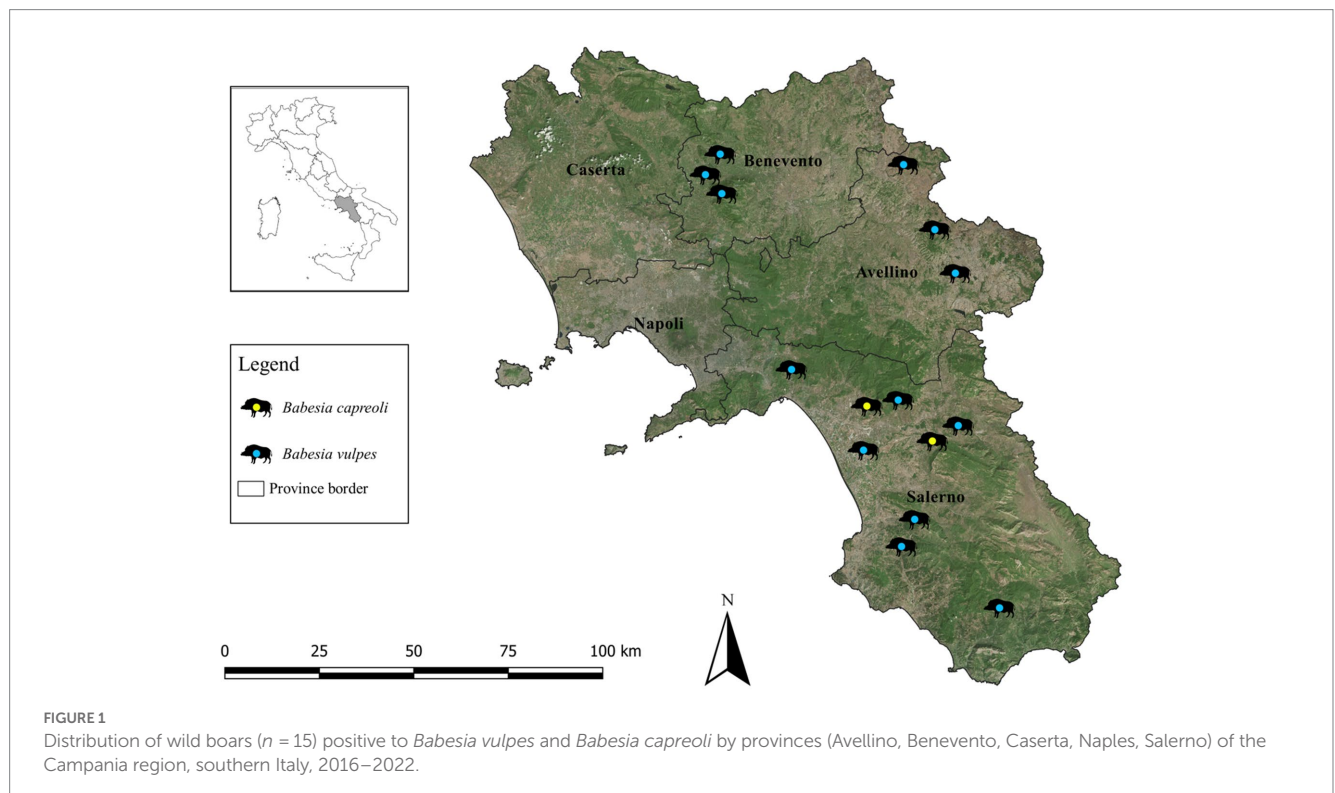 Caserta
Benevento
Avellino
Napoli
Salerno
Legend
Babesia capreoli
Babesia vulpes
Province border
N
0 25 50 75 100 km
FIGURE 1
Distribution of wild boars (n = 15) positive to Babesia vulpes and Babesia capreoli by provinces (Avellino, Benevento, Caserta, Naples, Salerno) of the
Campania region, southern Italy, 2016–2022.